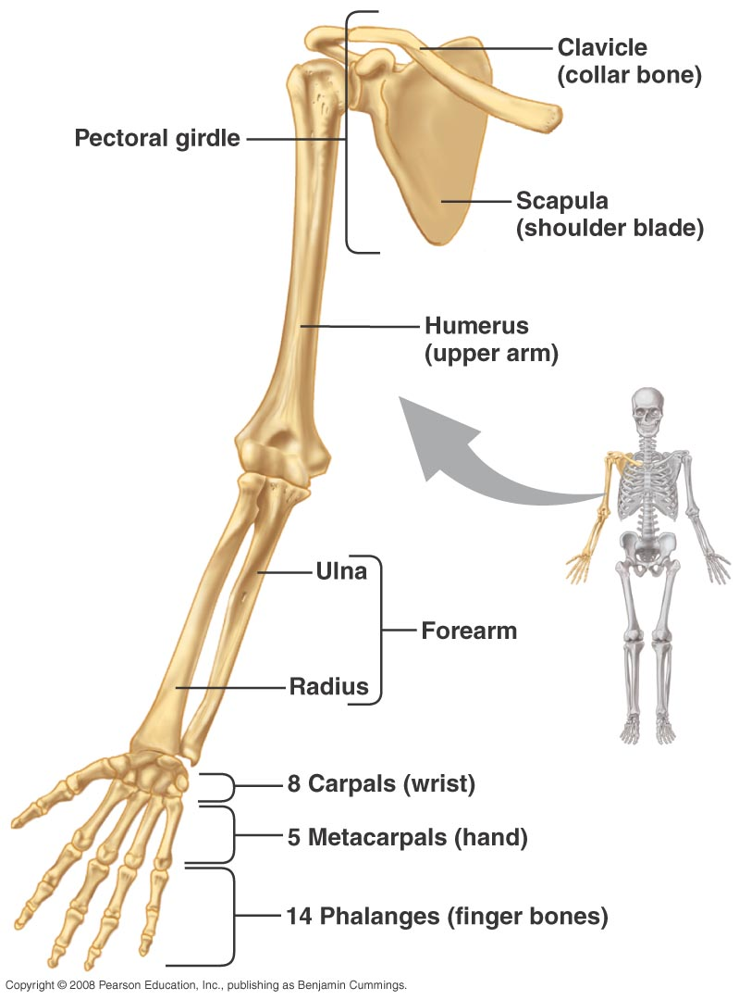 Clavicle
(collar bone)
Pectoral girdle
Scapula
(shoulder blade)
Humerus
(upper arm)
Ulna
Forearm
Radius
8 Carpals (wrist)
5 Metacarpals (hand)
14 Phalanges (finger bones)
Copyright © 2008 Pearson Education, Inc., publishing as Benjamin Cummings.